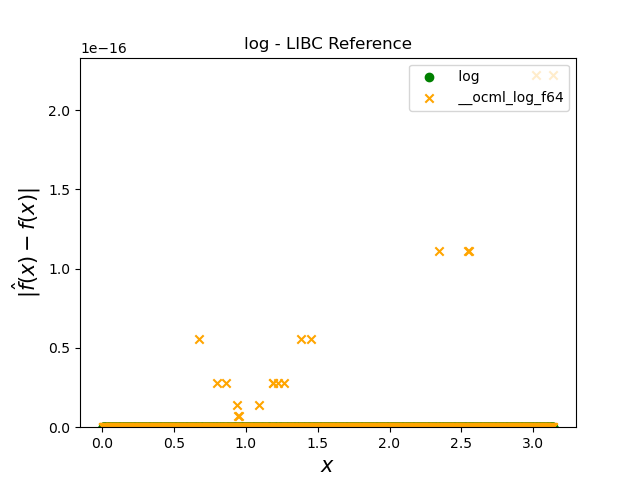 log - LIBC Reference
1e−16
log
__ocml_log_f64
2.0
1.5
1.0
0.5
0.0
|f̂(x) − f(x)|
0.0 0.5 1.0 1.5 2.0 2.5 3.0
x